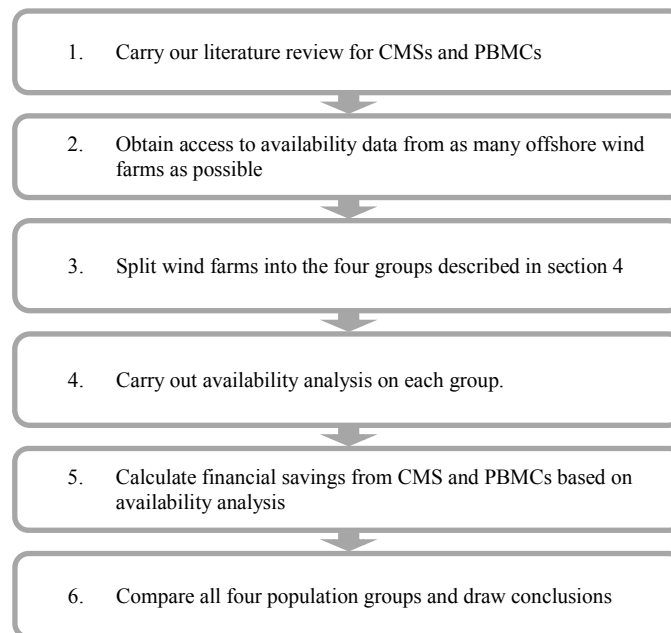 1. Carry our literature review for CMSs and PBMCs
2. Obtain access to availability data from as many offshore wind
farms as possible
3. Split wind farms into the four groups described in section 4
4. Carry out availability analysis on each group.
5. Calculate financial savings from CMS and PBMCs based on
availability analysis
6. Compare all four population groups and draw conclusions